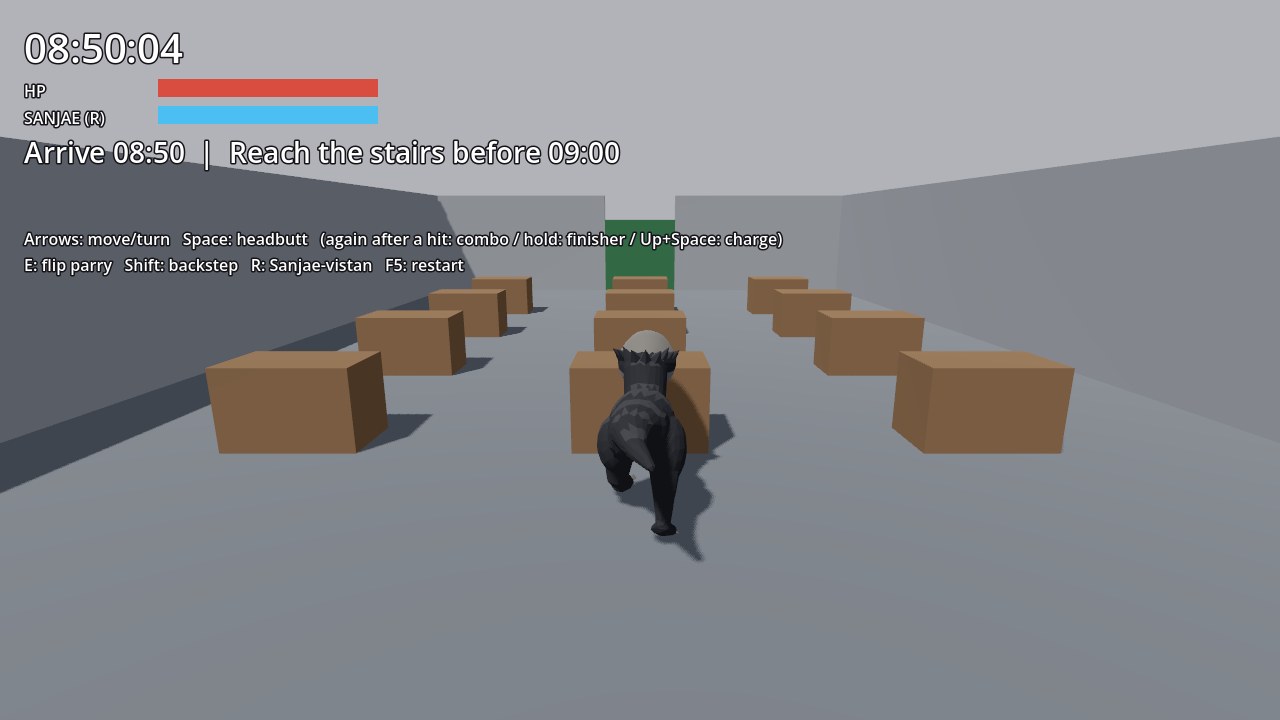 08:50:04
HP
SANJAE (R)
Arrive 08:50 | Reach the stairs before 09:00
Arrows: move/turn Space: headbutt (again after a hit: combo / hold: finisher / Up+Space: charge)
E: flip parry Shift: backstep R: Sanjae-vistan F5: restart